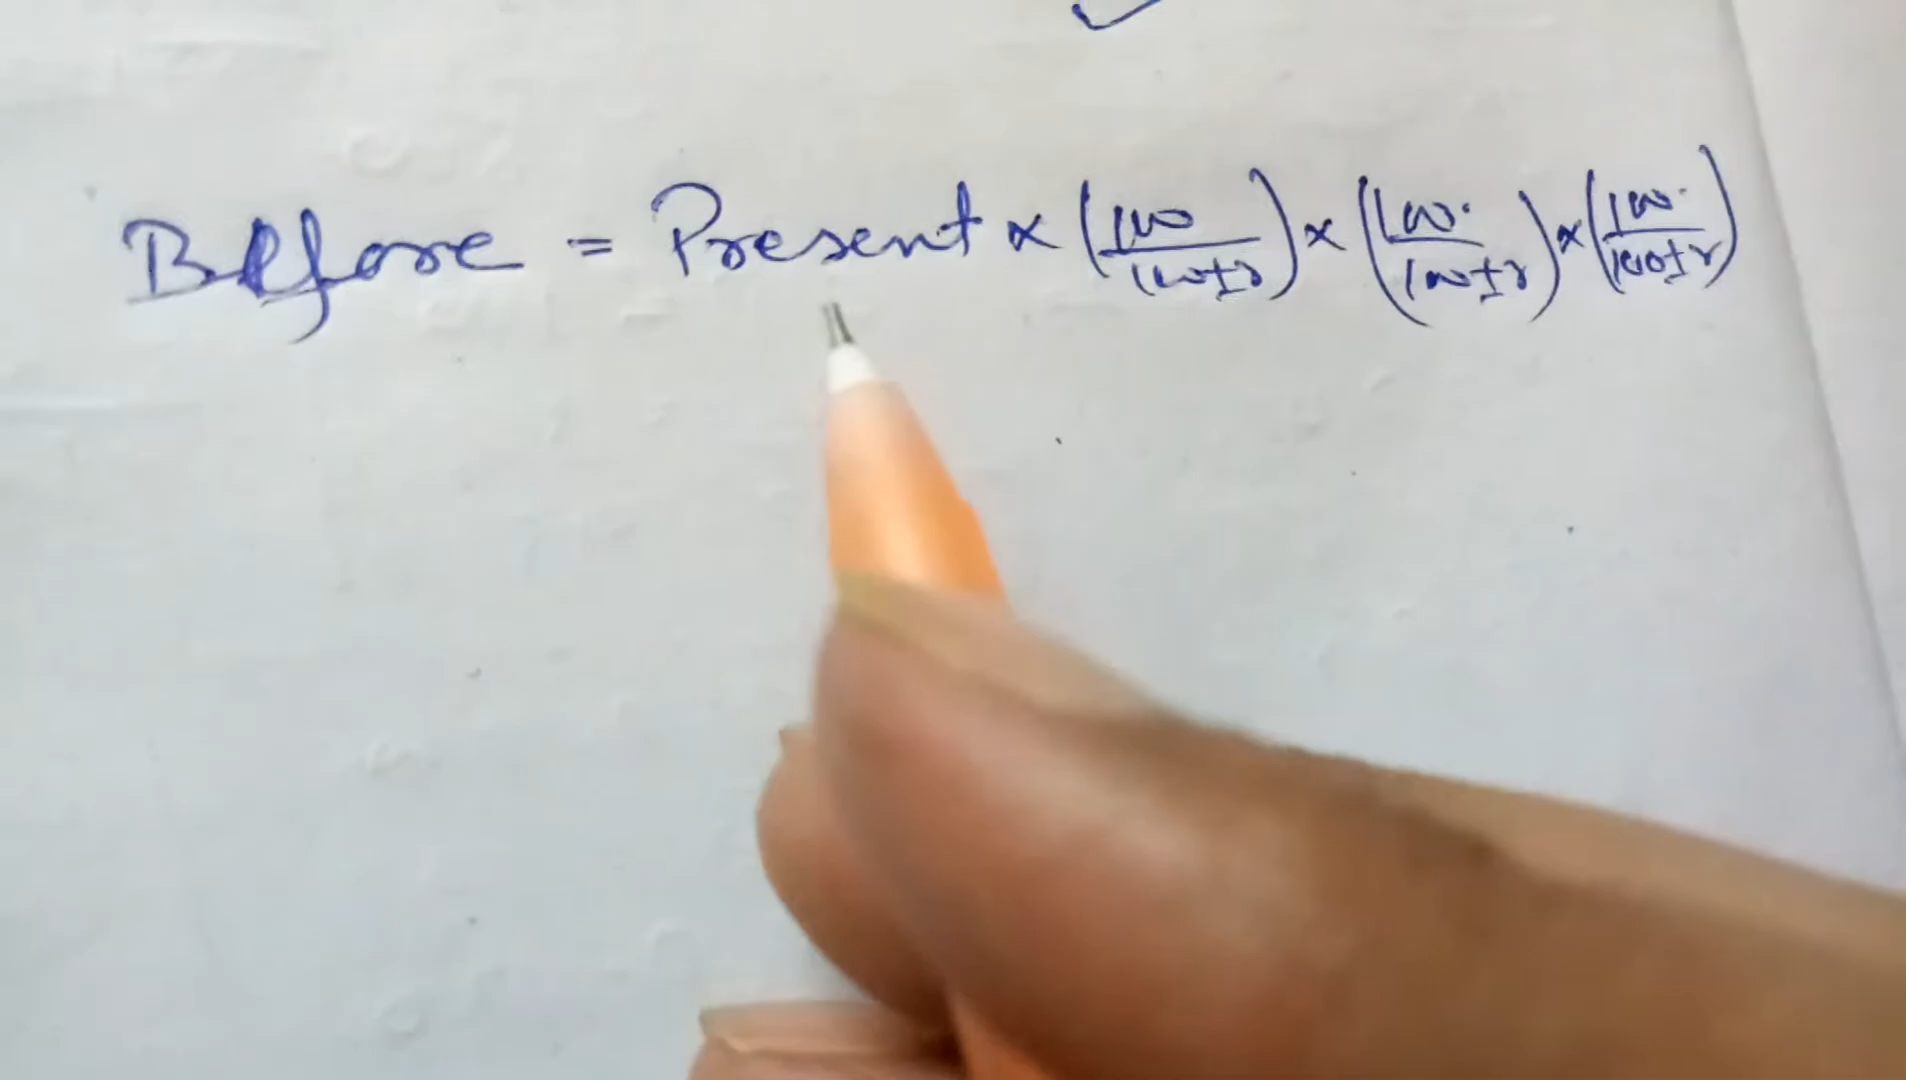 Before = Present × (100/100±r) × (100/100±r) × (100/100±r)